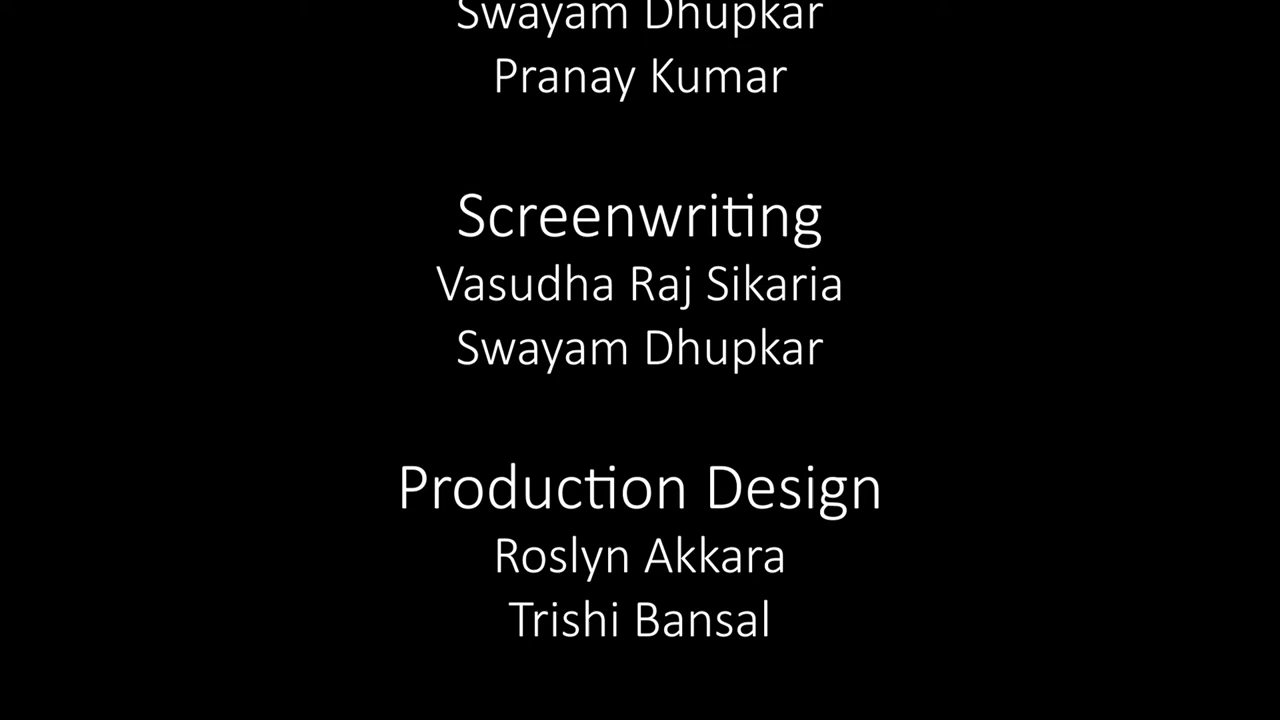 Swayam Dhupkar
Pranay Kumar
Screenwriting
Vasudha Raj Sikaria
Swayam Dhupkar
Production Design
Roslyn Akkara
Trishi Bansal